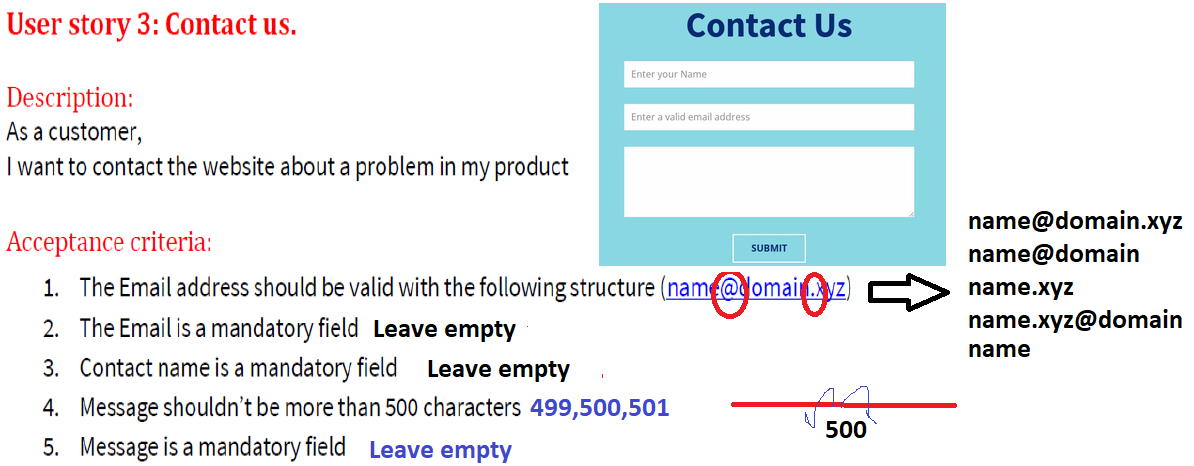 User story 3: Contact us.
Contact Us
Enter your Name
Enter a valid email address
SUBMIT
Description:
As a customer,
I want to contact the website about a problem in my product
Acceptance criteria:
1. The Email address should be valid with the following structure (name@domain.xyz)
2. The Email is a mandatory field Leave empty
3. Contact name is a mandatory field Leave empty
4. Message shouldn't be more than 500 characters 499,500,501
5. Message is a mandatory field Leave empty
name@domain.xyz
name@domain
name.xyz
name.xyz@domain
name
500